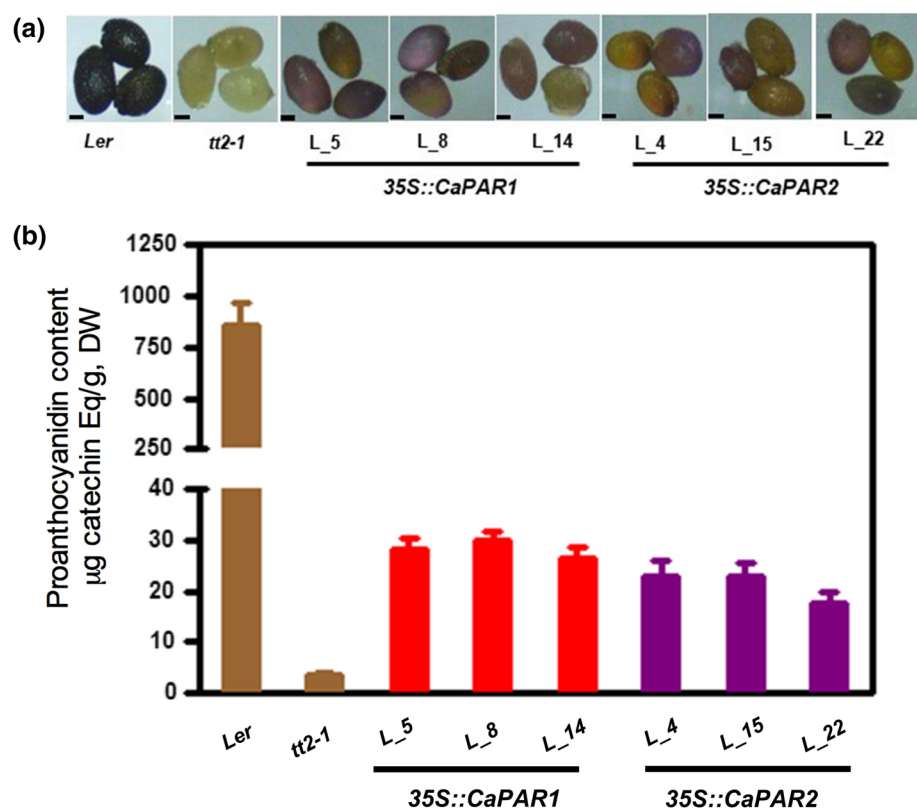 (a)
Ler tt2-1 L_5 L_8 L_14 L_4 L_15 L_22
35S::CaPAR1 35S::CaPAR2
(b)
Proanthocyanidin content
µg catechin Eq/g, DW
1250
1000
750
500
250
40
30
20
10
0
Ler tt2-1 L_5 L_8 L_14 L_4 L_15 L_22
35S::CaPAR1 35S::CaPAR2